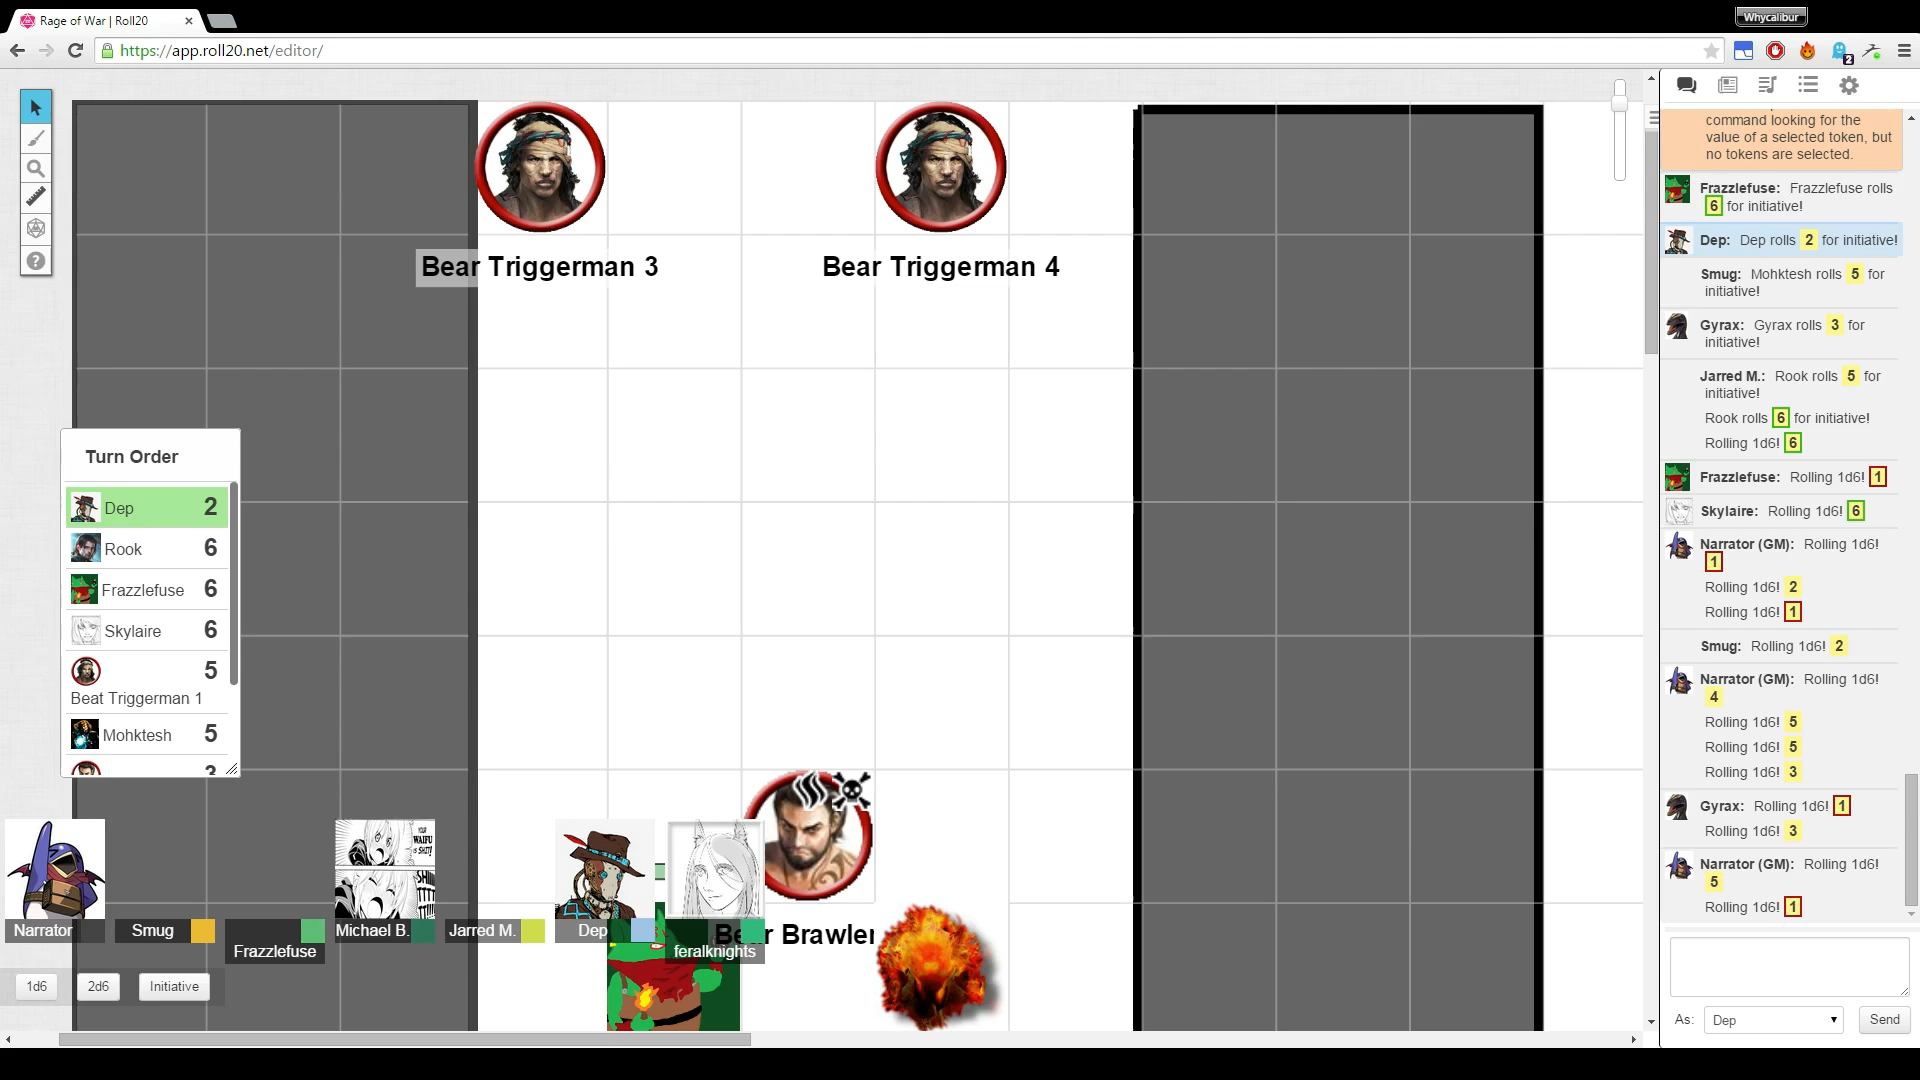 Whycalibur
Rage of War | Roll20
https://app.roll20.net/editor/
2
Bear Triggerman 3
Bear Triggerman 4
Turn Order
Dep 2
Rook 6
Frazzlefuse 6
Skylaire 6
5
Beat Triggerman 1
Mohktesh 5
YOUR
WAIFU
IS SHIT!
Narrator
Smug
Frazzlefuse
Michael B.
Jarred M.
Dep
feralknights
Brawler
1d6
2d6
Initiative
command looking for the
value of a selected token, but
no tokens are selected.
Frazzlefuse: Frazzlefuse rolls
6 for initiative!
Dep: Dep rolls 2 for initiative!
Smug: Mohktesh rolls 5 for
initiative!
Gyrax: Gyrax rolls 3 for
initiative!
Jarred M.: Rook rolls 5 for
initiative!
Rook rolls 6 for initiative!
Rolling 1d6! 6
Frazzlefuse: Rolling 1d6! 1
Skylaire: Rolling 1d6! 6
Narrator (GM): Rolling 1d6!
1
Rolling 1d6! 2
Rolling 1d6! 1
Smug: Rolling 1d6! 2
Narrator (GM): Rolling 1d6!
4
Rolling 1d6! 5
Rolling 1d6! 5
Rolling 1d6! 3
Gyrax: Rolling 1d6! 1
Rolling 1d6! 3
Narrator (GM): Rolling 1d6!
5
Rolling 1d6! 1
As: Dep
Send